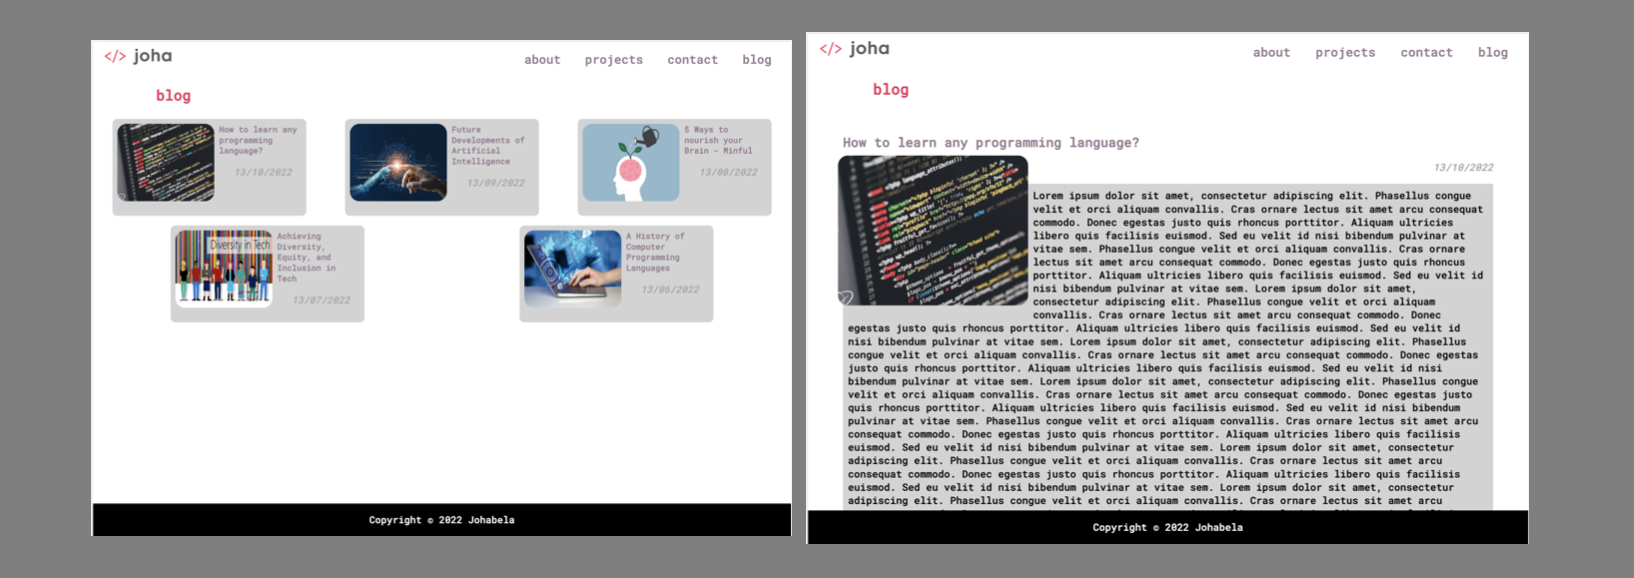 </> joha
about projects contact blog
blog
How to learn any
programming
language?
13/10/2022
Future
Developments of
Artificial
Intelligence
13/09/2022
5 Ways to
nourish your
Brain - Minful
13/08/2022
Diversity in Tech
Achieving
Diversity,
Equity, and
Inclusion in
Tech
13/07/2022
A History of
Computer
Programming
Languages
13/06/2022
Copyright © 2022 Johabela
</> joha
about projects contact blog
blog
How to learn any programming language?
13/10/2022
Lorem ipsum dolor sit amet, consectetur adipiscing elit. Phasellus congue
velit et orci aliquam convallis. Cras ornare lectus sit amet arcu consequat
commodo. Donec egestas justo quis rhoncus porttitor. Aliquam ultricies
libero quis facilisis euismod. Sed eu velit id nisi bibendum pulvinar at
vitae sem. Phasellus congue velit et orci aliquam convallis. Cras ornare
lectus sit amet arcu consequat commodo. Donec egestas justo quis rhoncus
porttitor. Aliquam ultricies libero quis facilisis euismod. Sed eu velit id
nisi bibendum pulvinar at vitae sem. Lorem ipsum dolor sit amet,
consectetur adipiscing elit. Phasellus congue velit et orci aliquam
convallis. Cras ornare lectus sit amet arcu consequat commodo. Donec
egestas justo quis rhoncus porttitor. Aliquam ultricies libero quis facilisis euismod. Sed eu velit id
nisi bibendum pulvinar at vitae sem. Lorem ipsum dolor sit amet, consectetur adipiscing elit. Phasellus
congue velit et orci aliquam convallis. Cras ornare lectus sit amet arcu consequat commodo. Donec egestas
justo quis rhoncus porttitor. Aliquam ultricies libero quis facilisis euismod. Sed eu velit id nisi
bibendum pulvinar at vitae sem. Lorem ipsum dolor sit amet, consectetur adipiscing elit. Phasellus congue
velit et orci aliquam convallis. Cras ornare lectus sit amet arcu consequat commodo. Donec egestas justo
quis rhoncus porttitor. Aliquam ultricies libero quis facilisis euismod. Sed eu velit id nisi bibendum
pulvinar at vitae sem. Phasellus congue velit et orci aliquam convallis. Cras ornare lectus sit amet arcu
consequat commodo. Donec egestas justo quis rhoncus porttitor. Aliquam ultricies libero quis facilisis
euismod. Sed eu velit id nisi bibendum pulvinar at vitae sem. Lorem ipsum dolor sit amet, consectetur
adipiscing elit. Phasellus congue velit et orci aliquam convallis. Cras ornare lectus sit amet arcu
consequat commodo. Donec egestas justo quis rhoncus porttitor. Aliquam ultricies libero quis facilisis
euismod. Sed eu velit id nisi bibendum pulvinar at vitae sem. Lorem ipsum dolor sit amet, consectetur
adipiscing elit. Phasellus congue velit et orci aliquam convallis. Cras ornare lectus sit amet arcu
Copyright © 2022 Johabela